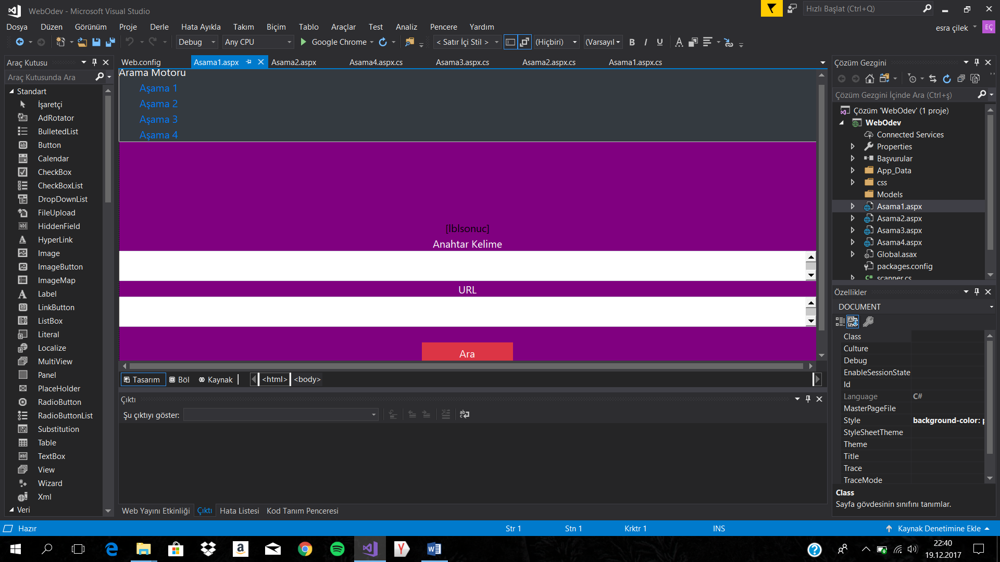 WebOdev - Microsoft Visual Studio
Hızlı Başlat (Ctrl+Q)
Dosya Düzen Görünüm Proje Derle Hata Ayıkla Takım Biçim Tablo Araçlar Test Analiz Pencere Yardım
esra çilek EÇ
Debug Any CPU Google Chrome < Satır İçi Stil > (Hiçbiri) (Varsayıl B I U
Araç Kutusu
Araç Kutusunda Ara
Standart
İşaretçi
AdRotator
BulletedList
Button
Calendar
CheckBox
CheckBoxList
DropDownList
FileUpload
HiddenField
HyperLink
Image
ImageButton
ImageMap
Label
LinkButton
ListBox
Literal
Localize
MultiView
Panel
PlaceHolder
RadioButton
RadioButtonList
Substitution
Table
TextBox
View
Wizard
Xml
Veri
Web.config Asama1.aspx Asama2.aspx Asama4.aspx.cs Asama3.aspx.cs Asama2.aspx.cs Asama1.aspx.cs
Arama Motoru
Aşama 1
Aşama 2
Aşama 3
Aşama 4
[lblsonuc]
Anahtar Kelime
URL
Ara
Tasarım Böl Kaynak <html> <body>
Çıktı
Şu çıktıyı göster:
Web Yayını Etkinliği Çıktı Hata Listesi Kod Tanım Penceresi
Çözüm Gezgini
Çözüm Gezgini İçinde Ara (Ctrl+ş)
Çözüm 'WebOdev' (1 proje)
WebOdev
Connected Services
Properties
Başvurular
App_Data
css
Models
Asama1.aspx
Asama2.aspx
Asama3.aspx
Asama4.aspx
Global.asax
packages.config
scanner.cs
Özellikler
DOCUMENT
Class
Culture
Debug
EnableSessionState
Id
Language C#
MasterPageFile
Style background-color: p
StyleSheetTheme
Theme
Title
Trace
TraceMode
Class
Sayfa gövdesinin sınıfını tanımlar.
Hazır Str 1 Stn 1 Krktr 1 INS Kaynak Denetimine Ekle
22:40
19.12.2017